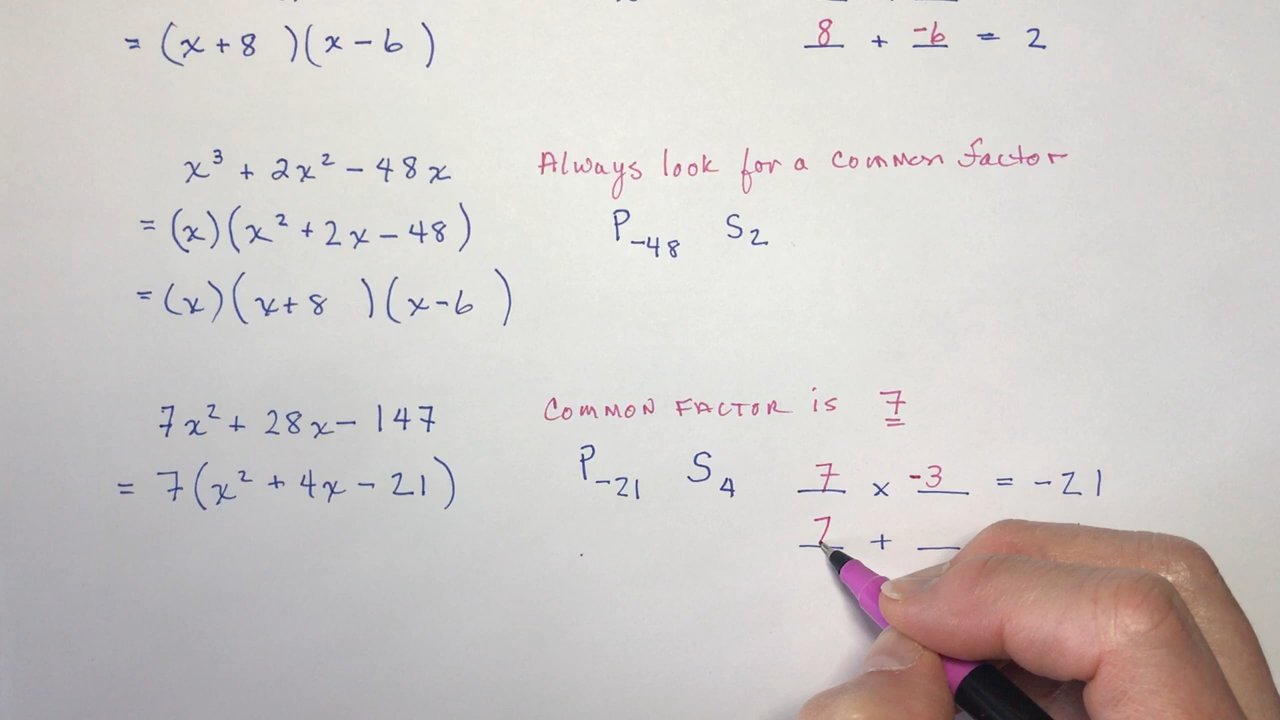 = (x + 8 )(x - 6 )
8 + -6 = 2
x³ + 2x² - 48x Always look for a common factor
= (x)(x² + 2x - 48) P₋₄₈ S₂
= (x)(x + 8 )(x - 6 )
7x² + 28x - 147 COMMON FACTOR is 7
= 7(x² + 4x - 21) P₋₂₁ S₄ 7 x -3 = -21
7 +